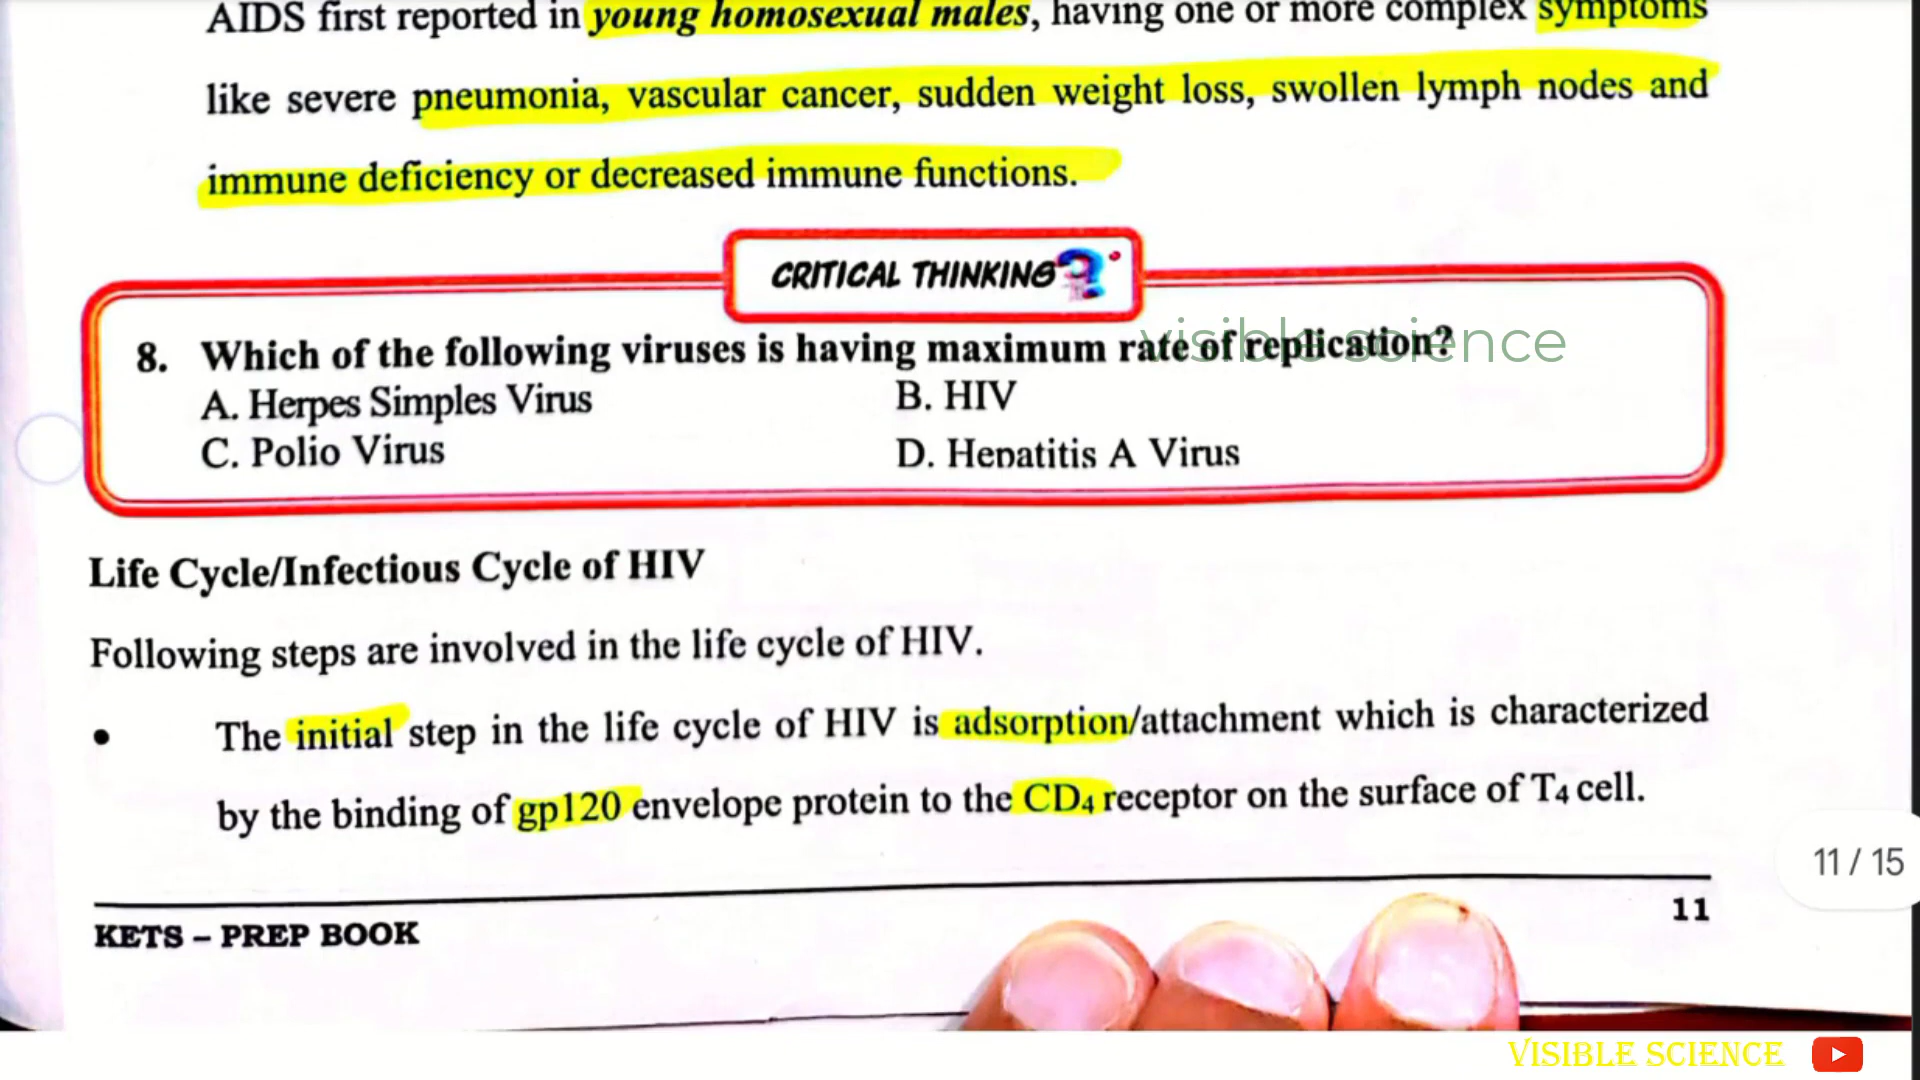 AIDS first reported in young homosexual males, having one or more complex symptoms
like severe pneumonia, vascular cancer, sudden weight loss, swollen lymph nodes and
immune deficiency or decreased immune functions.
CRITICAL THINKING?
visible science
8. Which of the following viruses is having maximum rate of replication?
A. Herpes Simples Virus B. HIV
C. Polio Virus D. Hepatitis A Virus
Life Cycle/Infectious Cycle of HIV
Following steps are involved in the life cycle of HIV.
• The initial step in the life cycle of HIV is adsorption/attachment which is characterized
by the binding of gp120 envelope protein to the CD4 receptor on the surface of T4 cell.
11 / 15
11
KETS – PREP BOOK
VISIBLE SCIENCE